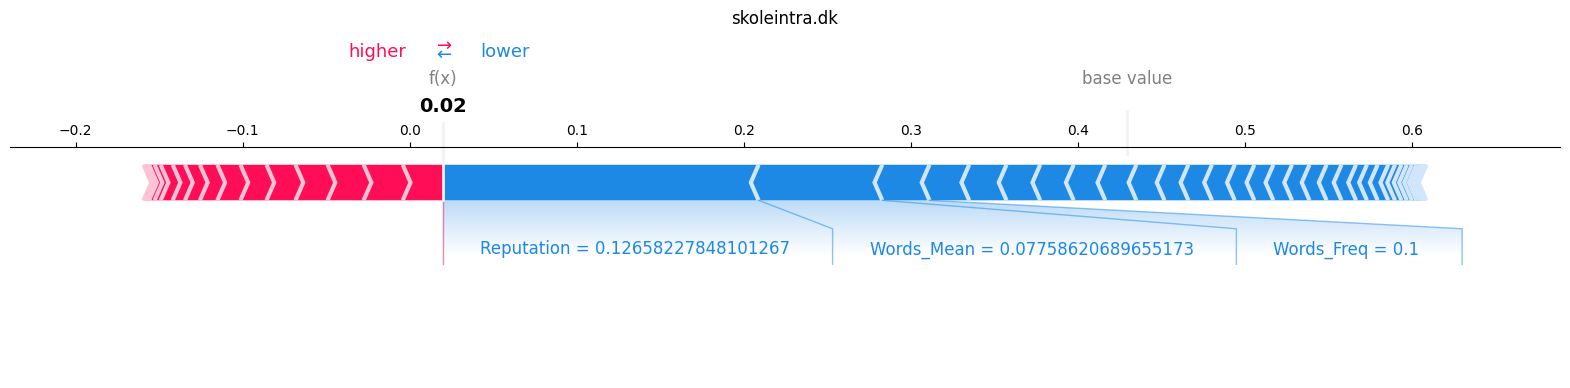 skoleintra.dk
higher ⇄ lower
f(x) base value
0.02
−0.2 −0.1 0.0 0.1 0.2 0.3 0.4 0.5 0.6
Reputation = 0.12658227848101267 Words_Mean = 0.07758620689655173 Words_Freq = 0.1